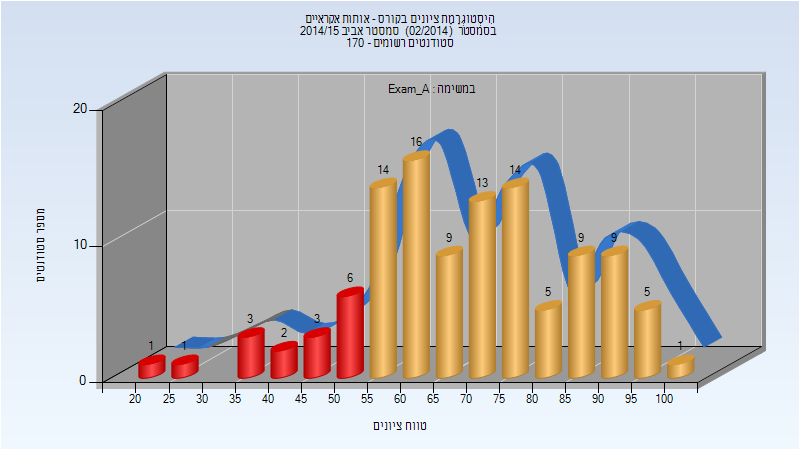 היסטוגרמת ציונים בקורס - אותות אקראיים
בסמסטר (02/2014) סמסטר אביב 2014/15
סטודנטים רשומים - 170
במשימה : Exam_A
מספר סטודנטים
20
10
0
1
1
3
2
3
6
14
16
9
13
14
5
9
9
5
1
20 25 30 35 40 45 50 55 60 65 70 75 80 85 90 95 100
טווח ציונים